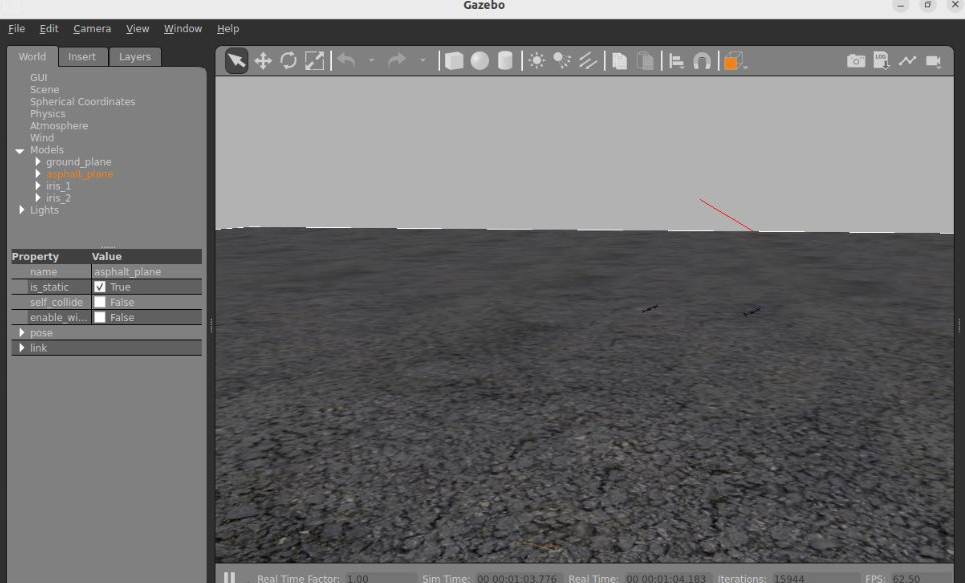 Gazebo
File Edit Camera View Window Help
World Insert Layers
GUI
Scene
Spherical Coordinates
Physics
Atmosphere
Wind
Models
ground_plane
asphalt_plane
iris_1
iris_2
Lights
Property Value
name asphalt_plane
is_static True
self_collide False
enable_wi... False
pose
link
LOG
Real Time Factor: 1.00 Sim Time: 00 00:01:03.776 Real Time: 00 00:01:04.183 Iterations: 15944 FPS: 62.50